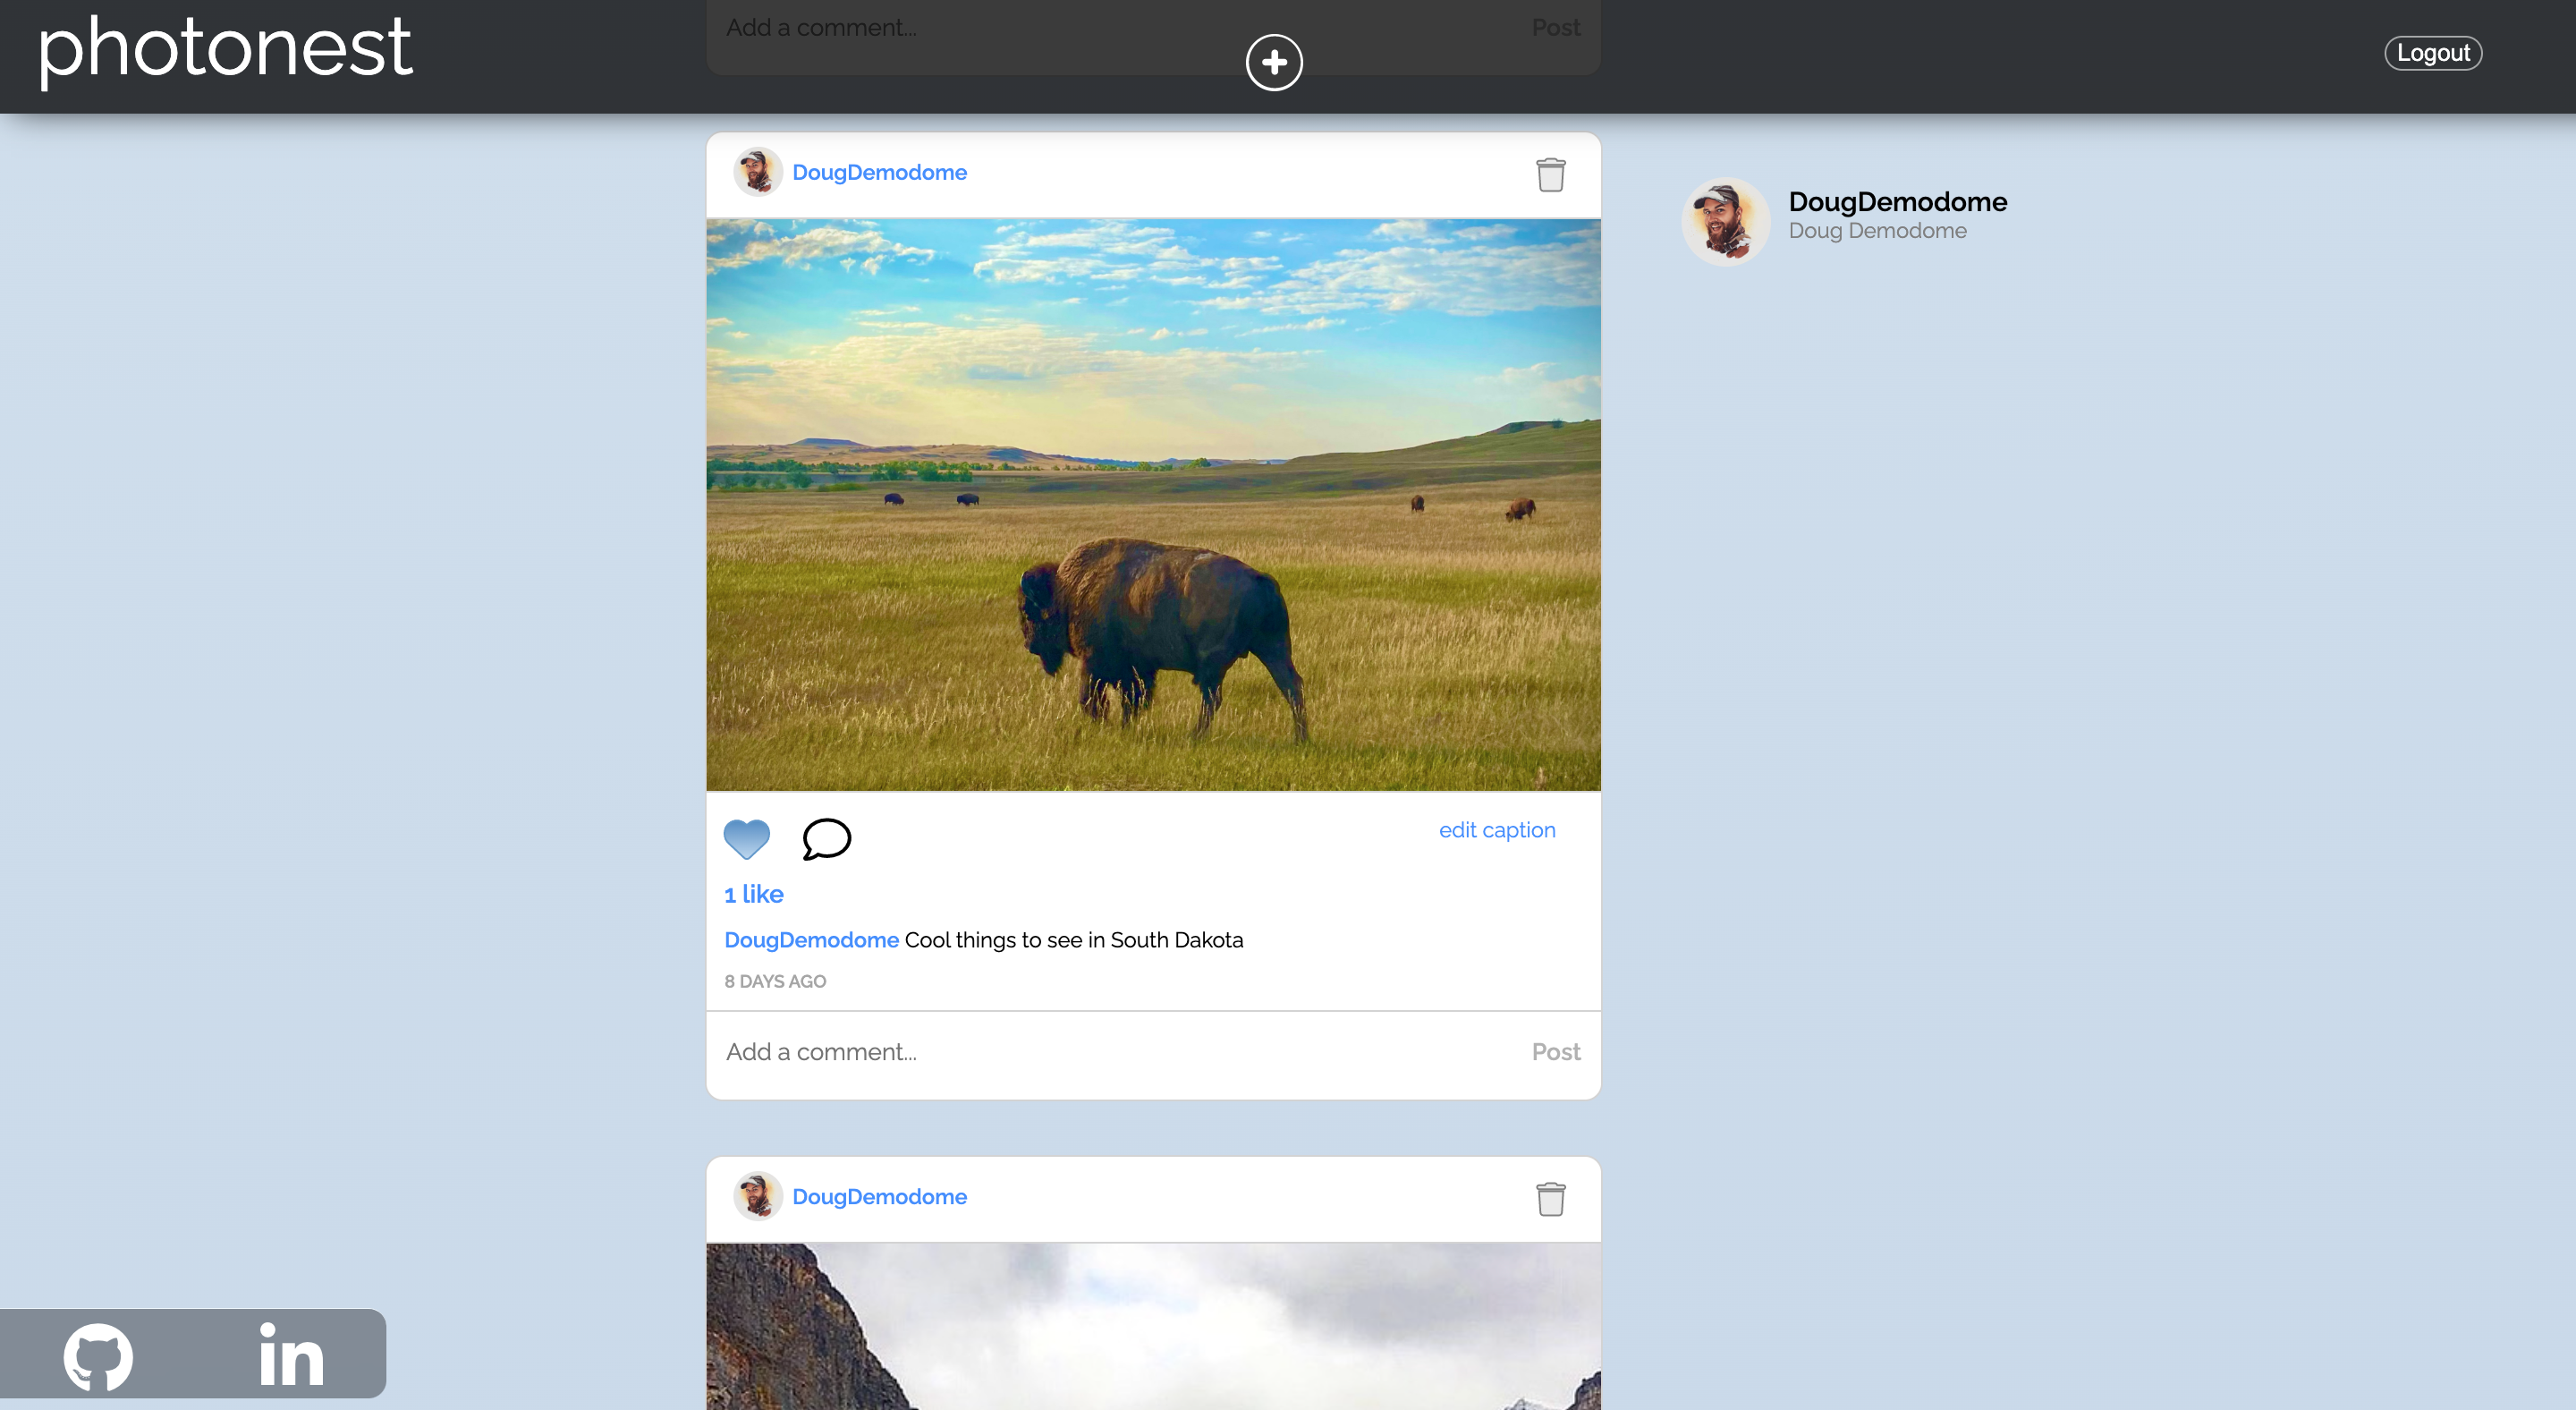 photonest
Add a comment...
Post
Logout
DougDemodome
DougDemodome
Doug Demodome
edit caption
1 like
DougDemodome Cool things to see in South Dakota
8 DAYS AGO
Add a comment...
Post
DougDemodome
in